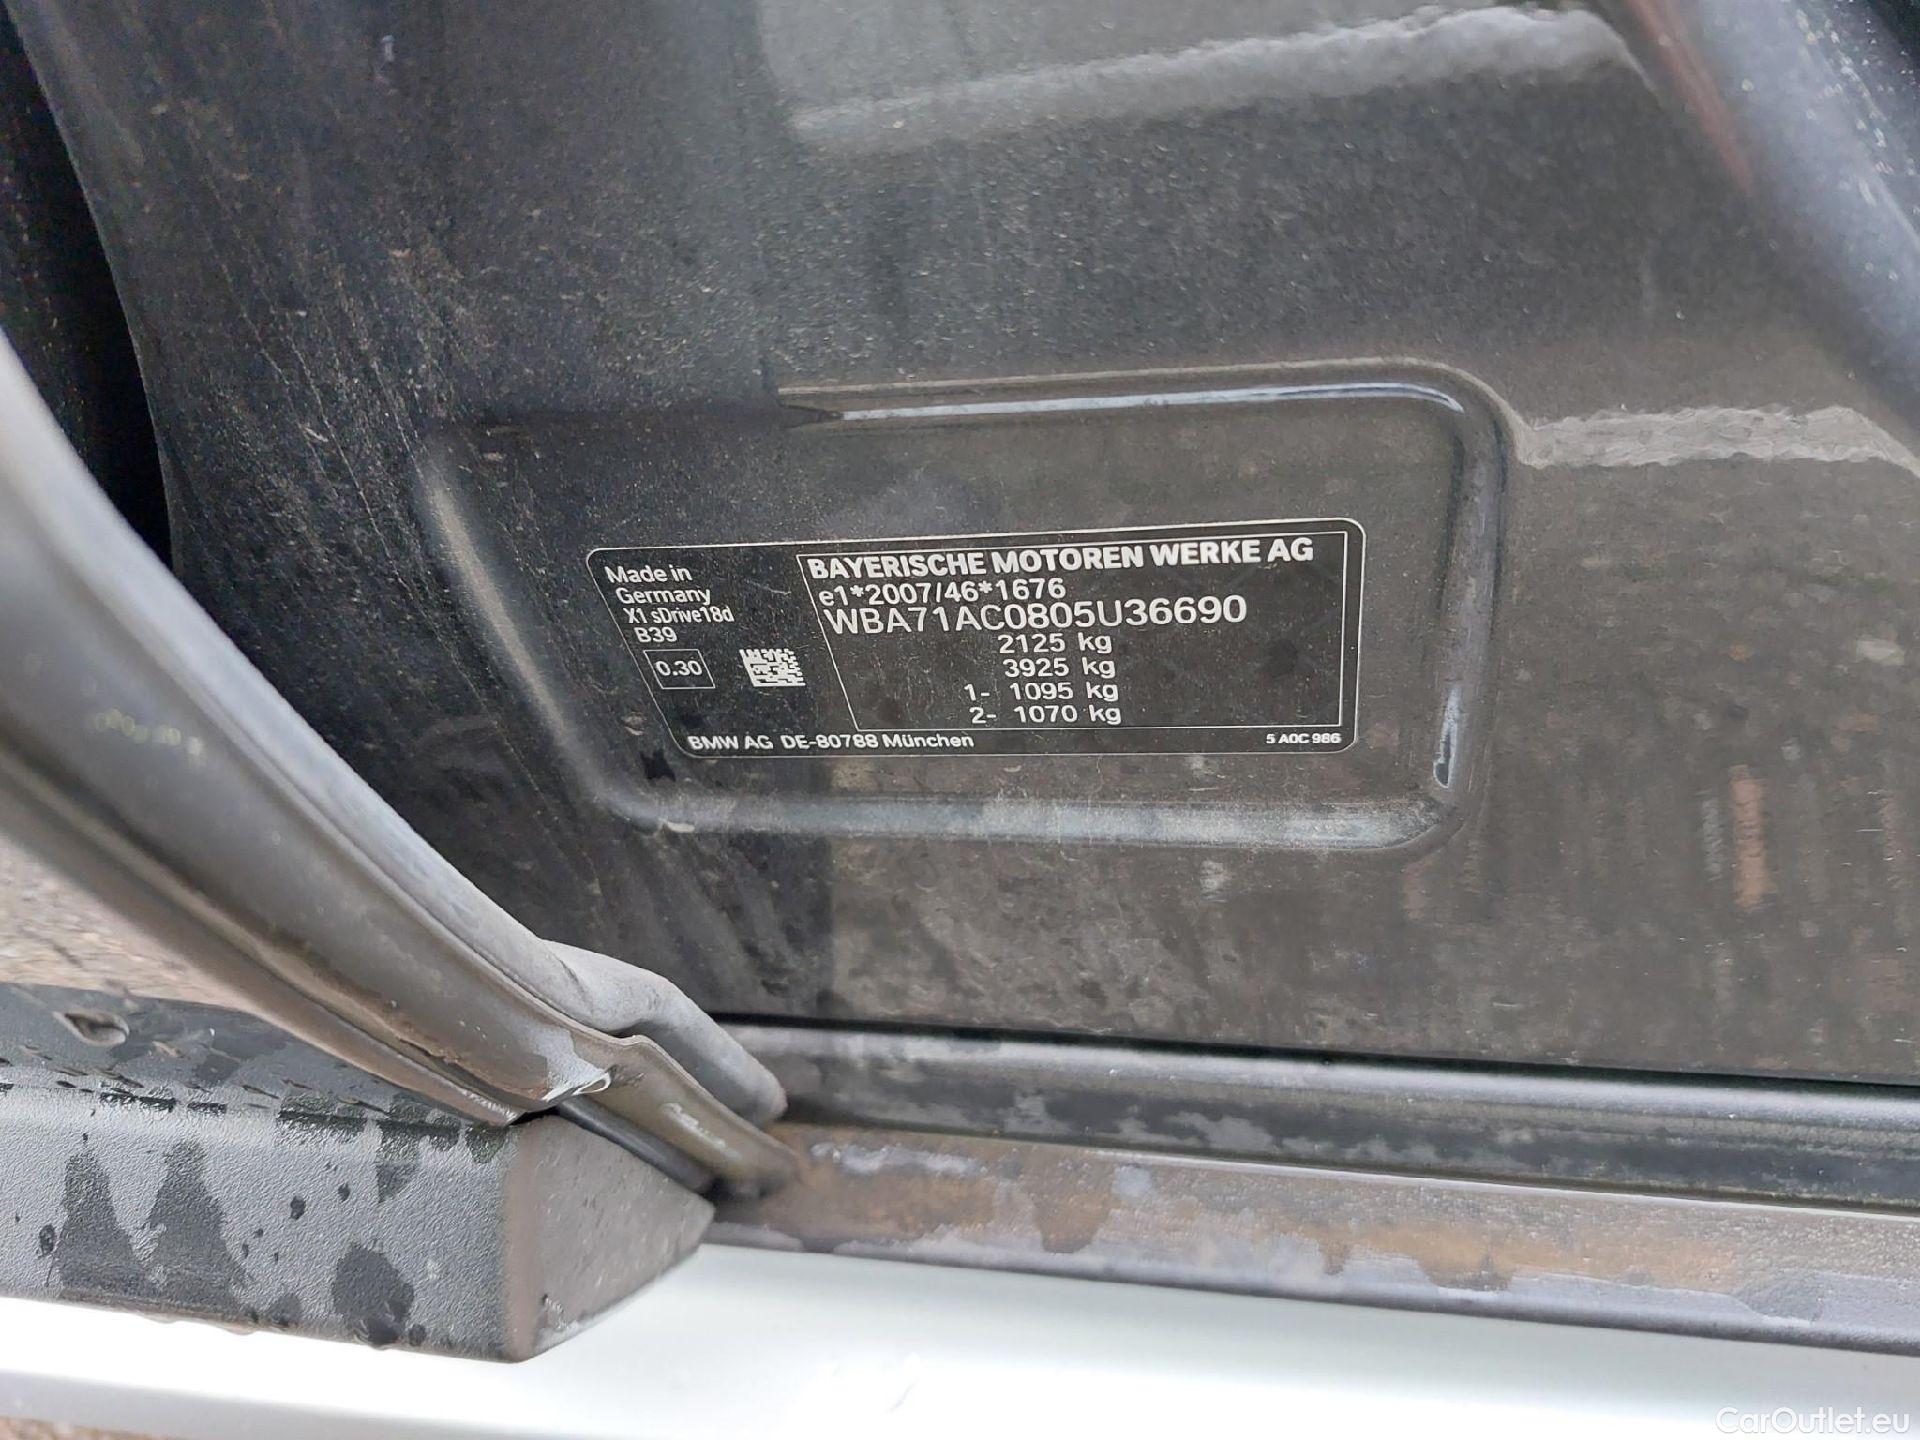 Made in
Germany
X1 sDrive18d
B39
0.30
BAYERISCHE MOTOREN WERKE AG
e1*2007/46*1676
WBA71AC0805U36690
2125 kg
3925 kg
1- 1095 kg
2- 1070 kg
BMW AG DE-80788 München
5 A0C 986
CarOutlet.eu